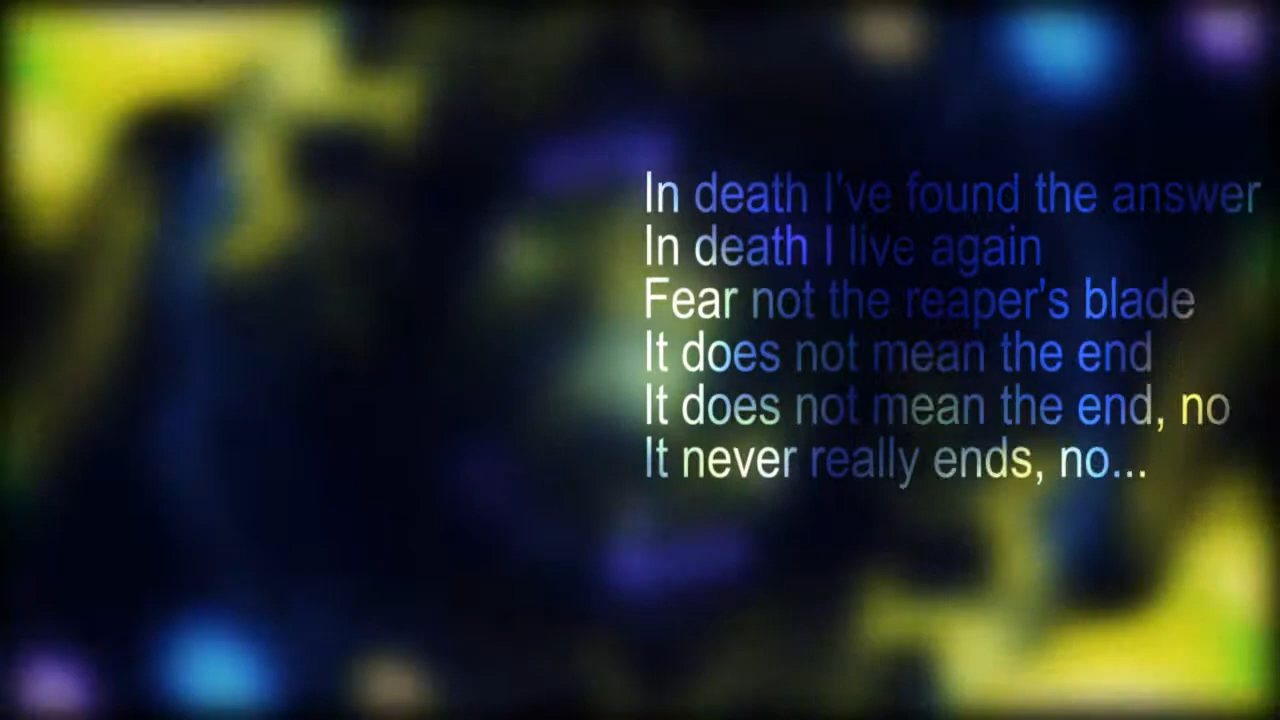 In death I've found the answer
In death I live again
Fear not the reaper's blade
It does not mean the end
It does not mean the end, no
It never really ends, no...